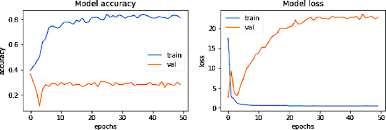 Model accuracy
accuracy
0.8
0.6
0.4
0.2
train
val
0 10 20 30 40 50
epochs
Model loss
loss
20
15
10
5
0
train
val
0 10 20 30 40 50
epochs